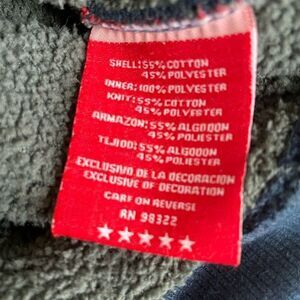 SHELL:55% COTTON
45% POLYESTER
INNER:100% POLYESTER
KNIT:55% COTTON
45% POLYESTER
ARMAZON:55% ALGODON
45% POLIESTER
TEJIDO:55% ALGODON
45% POLIESTER
EXCLUSIVO DE LA DECORACION
EXCLUSIVE OF DECORATION
CARE ON REVERSE
RN 98322